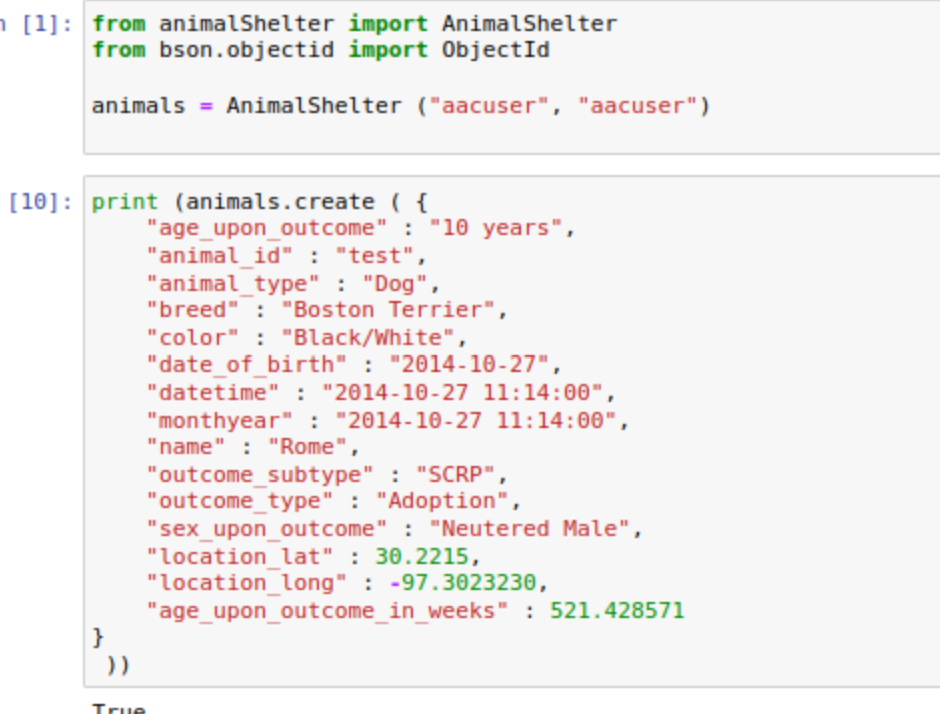 n [1]:
from animalShelter import AnimalShelter
from bson.objectid import ObjectId
animals = AnimalShelter ("aacuser", "aacuser")
[10]:
print (animals.create ( {
"age_upon_outcome" : "10 years",
"animal_id" : "test",
"animal_type" : "Dog",
"breed" : "Boston Terrier",
"color" : "Black/White",
"date_of_birth" : "2014-10-27",
"datetime" : "2014-10-27 11:14:00",
"monthyear" : "2014-10-27 11:14:00",
"name" : "Rome",
"outcome_subtype" : "SCRP",
"outcome_type" : "Adoption",
"sex_upon_outcome" : "Neutered Male",
"location_lat" : 30.2215,
"location_long" : -97.3023230,
"age_upon_outcome_in_weeks" : 521.428571
}
))
True